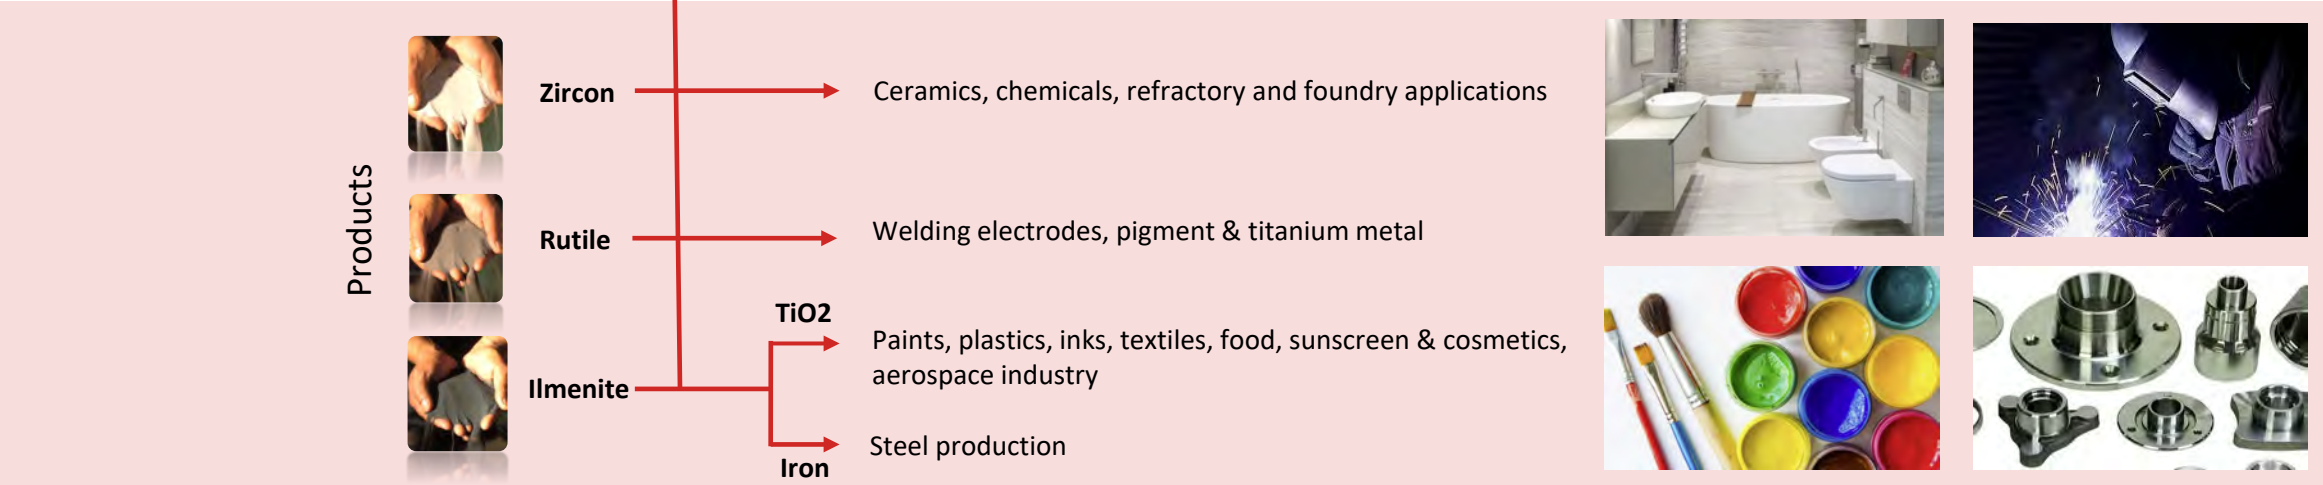 Products
Zircon
Ceramics, chemicals, refractory and foundry applications
Rutile
Welding electrodes, pigment & titanium metal
Ilmenite
TiO2
Paints, plastics, inks, textiles, food, sunscreen & cosmetics,
aerospace industry
Iron
Steel production